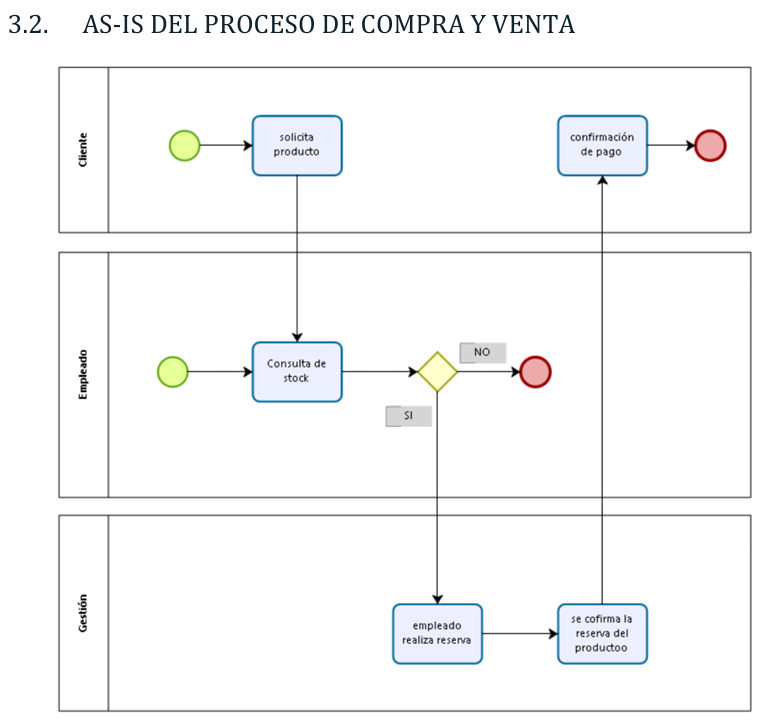 3.2. AS-IS DEL PROCESO DE COMPRA Y VENTA
Cliente
solicita
producto
confirmación
de pago
Empleado
Consulta de
stock
NO
SI
Gestión
empleado
realiza reserva
se cofirma la
reserva del
productoo